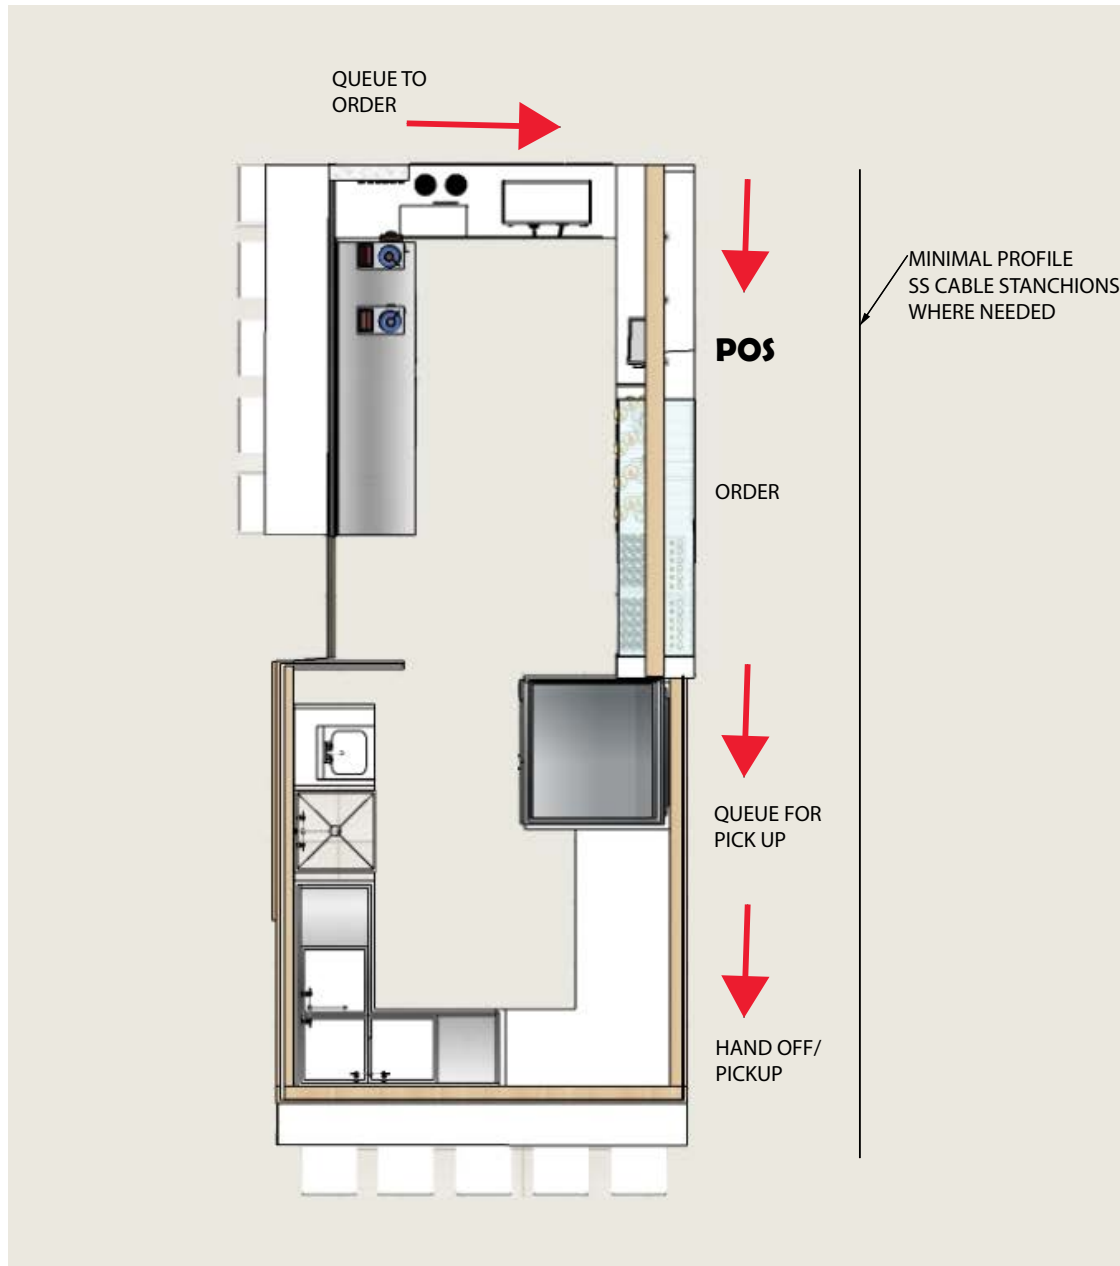 QUEUE TO
ORDER
MINIMAL PROFILE
SS CABLE STANCHIONS
WHERE NEEDED
POS
ORDER
QUEUE FOR
PICK UP
HAND OFF/
PICKUP